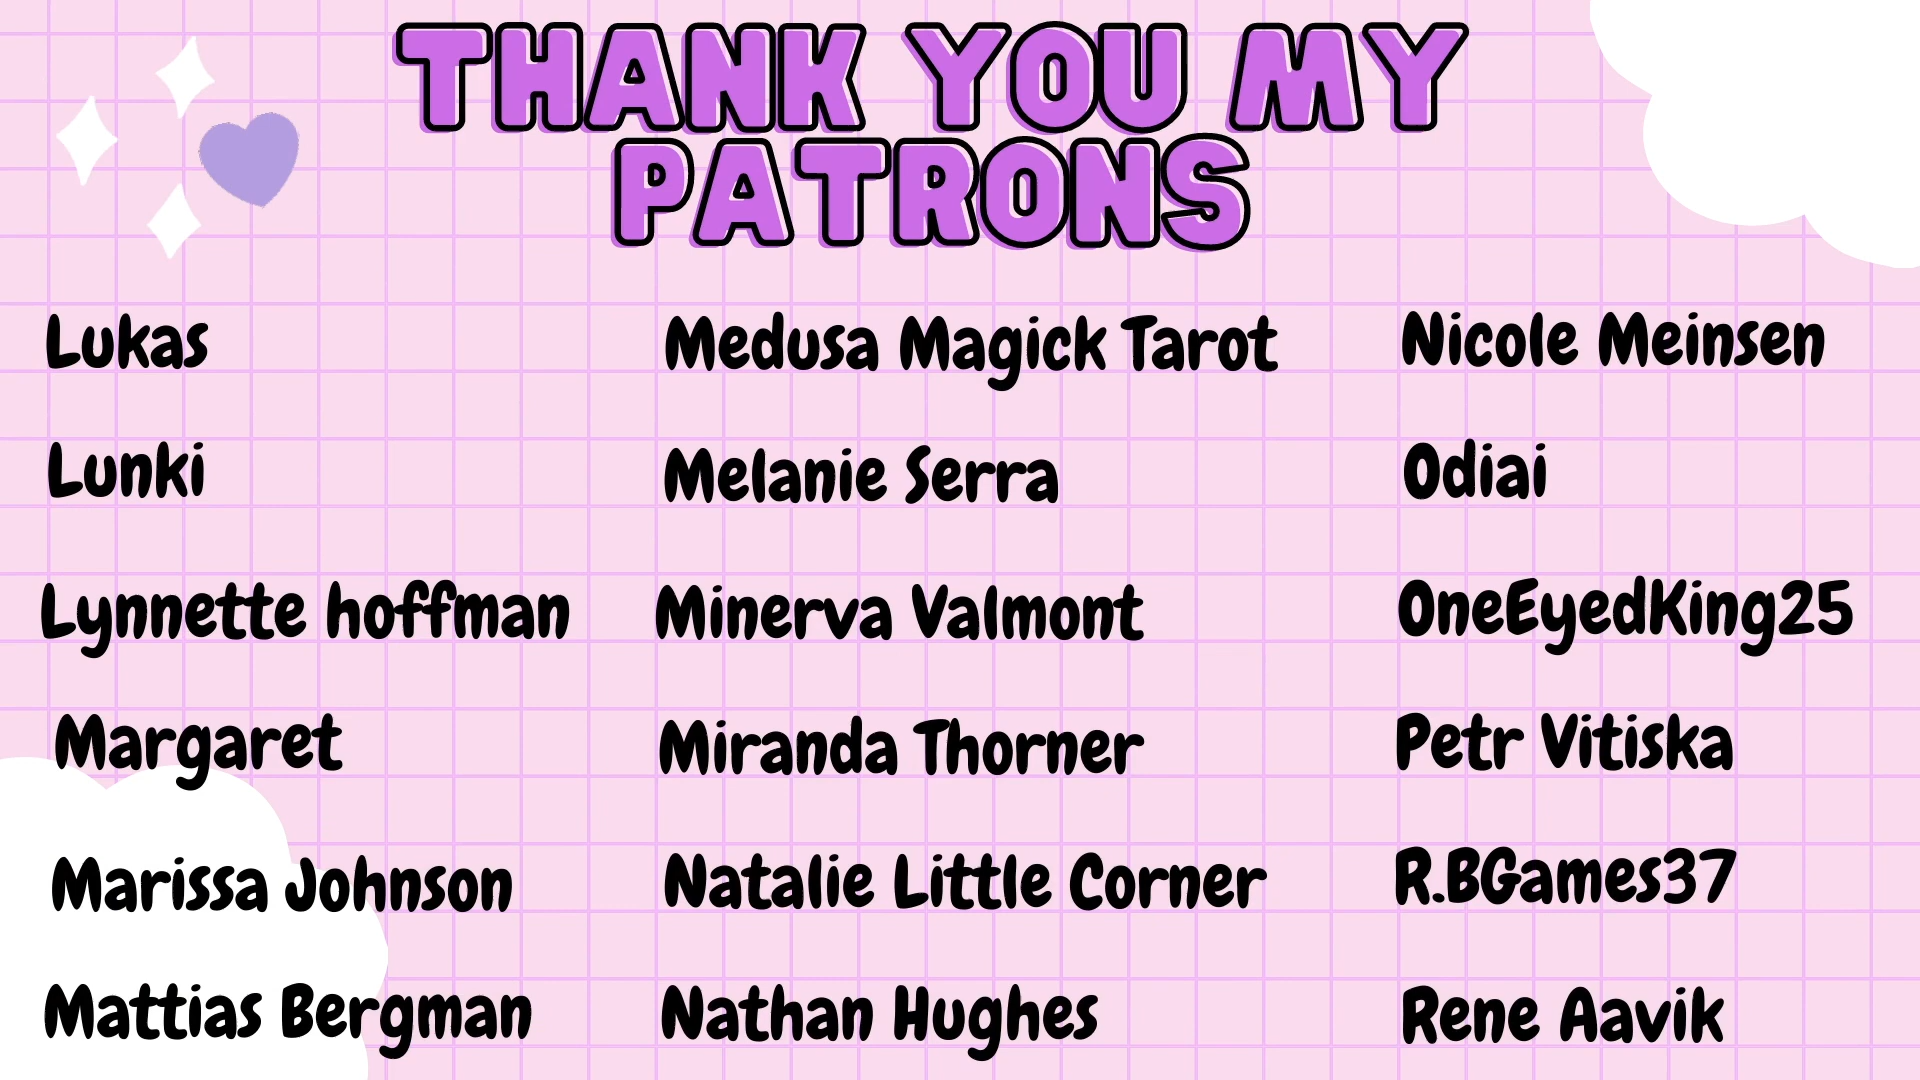 THANK YOU MY
PATRONS
Lukas
Lunki
Lynnette hoffman
Margaret
Marissa Johnson
Mattias Bergman
Medusa Magick Tarot
Melanie Serra
Minerva Valmont
Miranda Thorner
Natalie Little Corner
Nathan Hughes
Nicole Meinsen
Odiai
OneEyedKing25
Petr Vitiska
R.BGames37
Rene Aavik